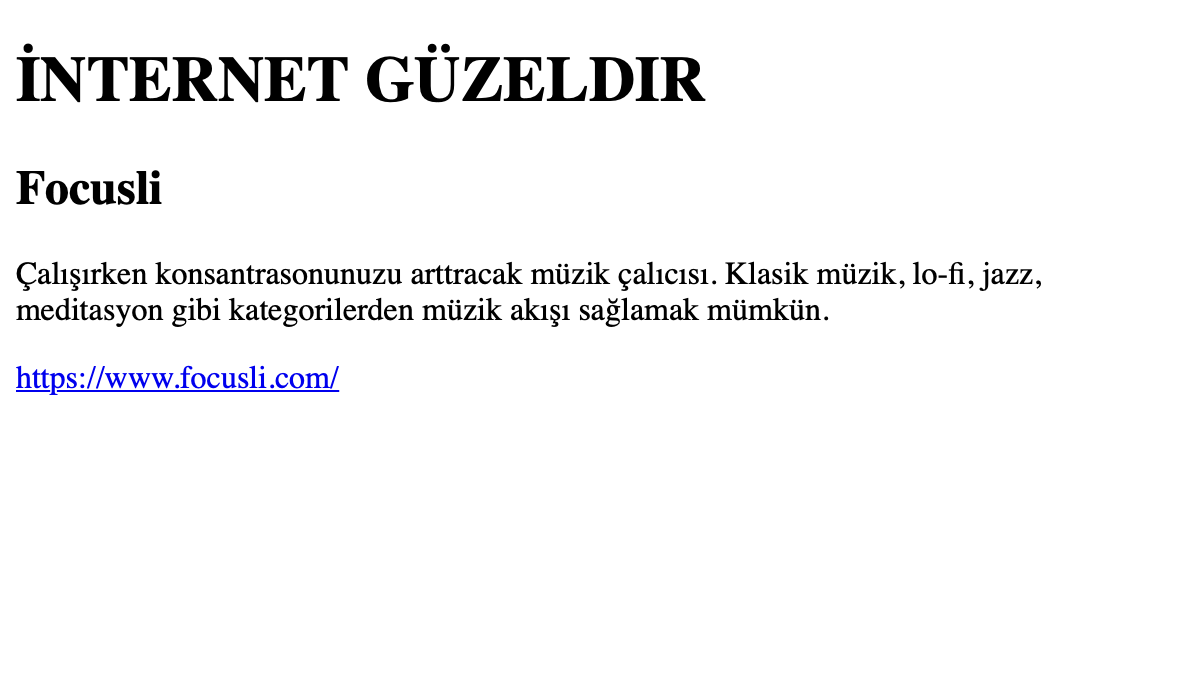 İNTERNET GÜZELDIR
Focusli
Çalışırken konsantrasonunuzu arttracak müzik çalıcısı. Klasik müzik, lo-fi, jazz,
meditasyon gibi kategorilerden müzik akışı sağlamak mümkün.
https://www.focusli.com/